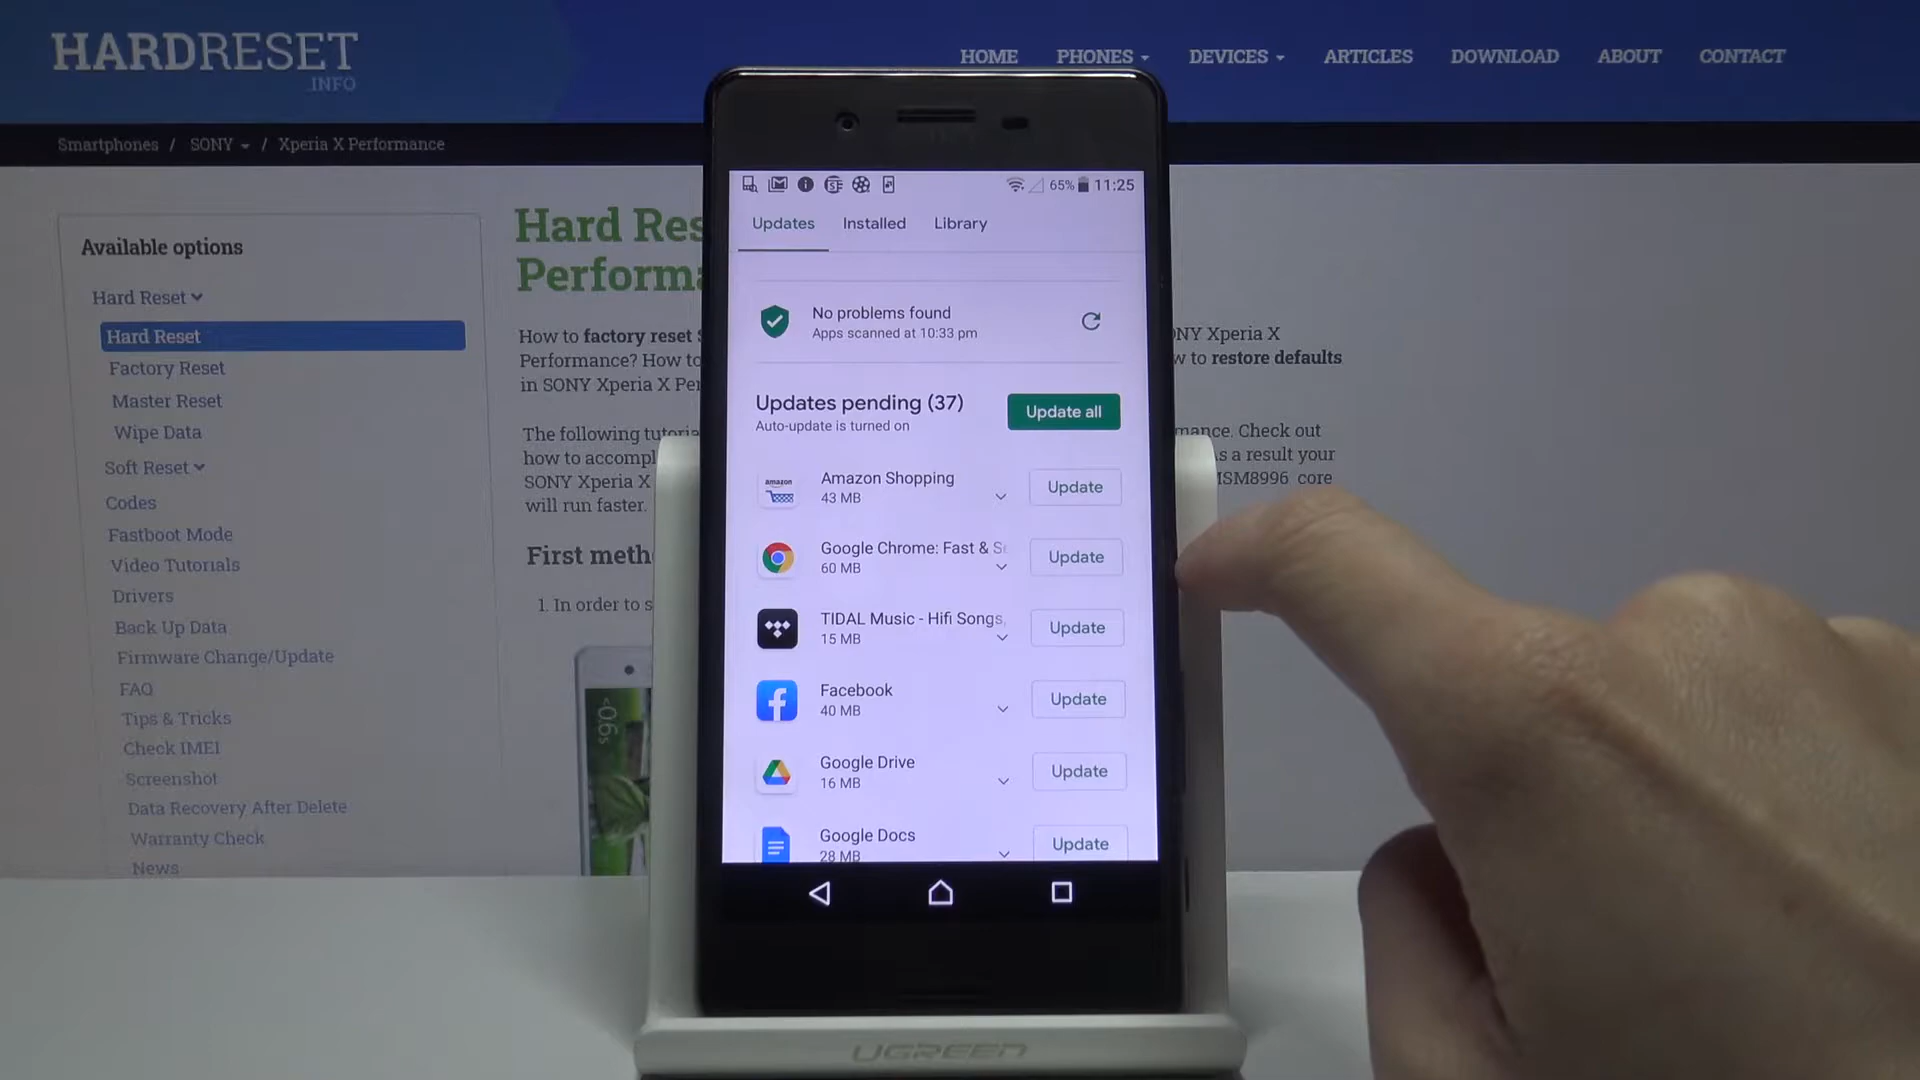 HARDRESET
.INFO
HOME PHONES DEVICES ARTICLES DOWNLOAD ABOUT CONTACT
Smartphones / SONY / Xperia X Performance
Available options
Hard Reset
Hard Reset
Factory Reset
Master Reset
Wipe Data
Soft Reset
Codes
Fastboot Mode
Video Tutorials
Drivers
Back Up Data
Firmware Change/Update
FAQ
Tips & Tricks
Check IMEI
Screenshot
Data Recovery After Delete
Warranty Check
News
Hard Res
Performa
How to factory reset
Performance? How to
in SONY Xperia X Per
NY Xperia X
w to restore defaults
The following tutoria
how to accompl
SONY Xperia X
will run faster.
mance. Check out
s a result your
MSM8996 core
First meth
1. In order to s
65% 11:25
Updates Installed Library
No problems found
Apps scanned at 10:33 pm
Updates pending (37)
Auto-update is turned on
Update all
Amazon Shopping
43 MB
Update
amazon
Google Chrome: Fast & Se
60 MB
Update
TIDAL Music - Hifi Songs,
15 MB
Update
Facebook
40 MB
Update
Google Drive
16 MB
Update
Google Docs
28 MB
Update
UGREEN